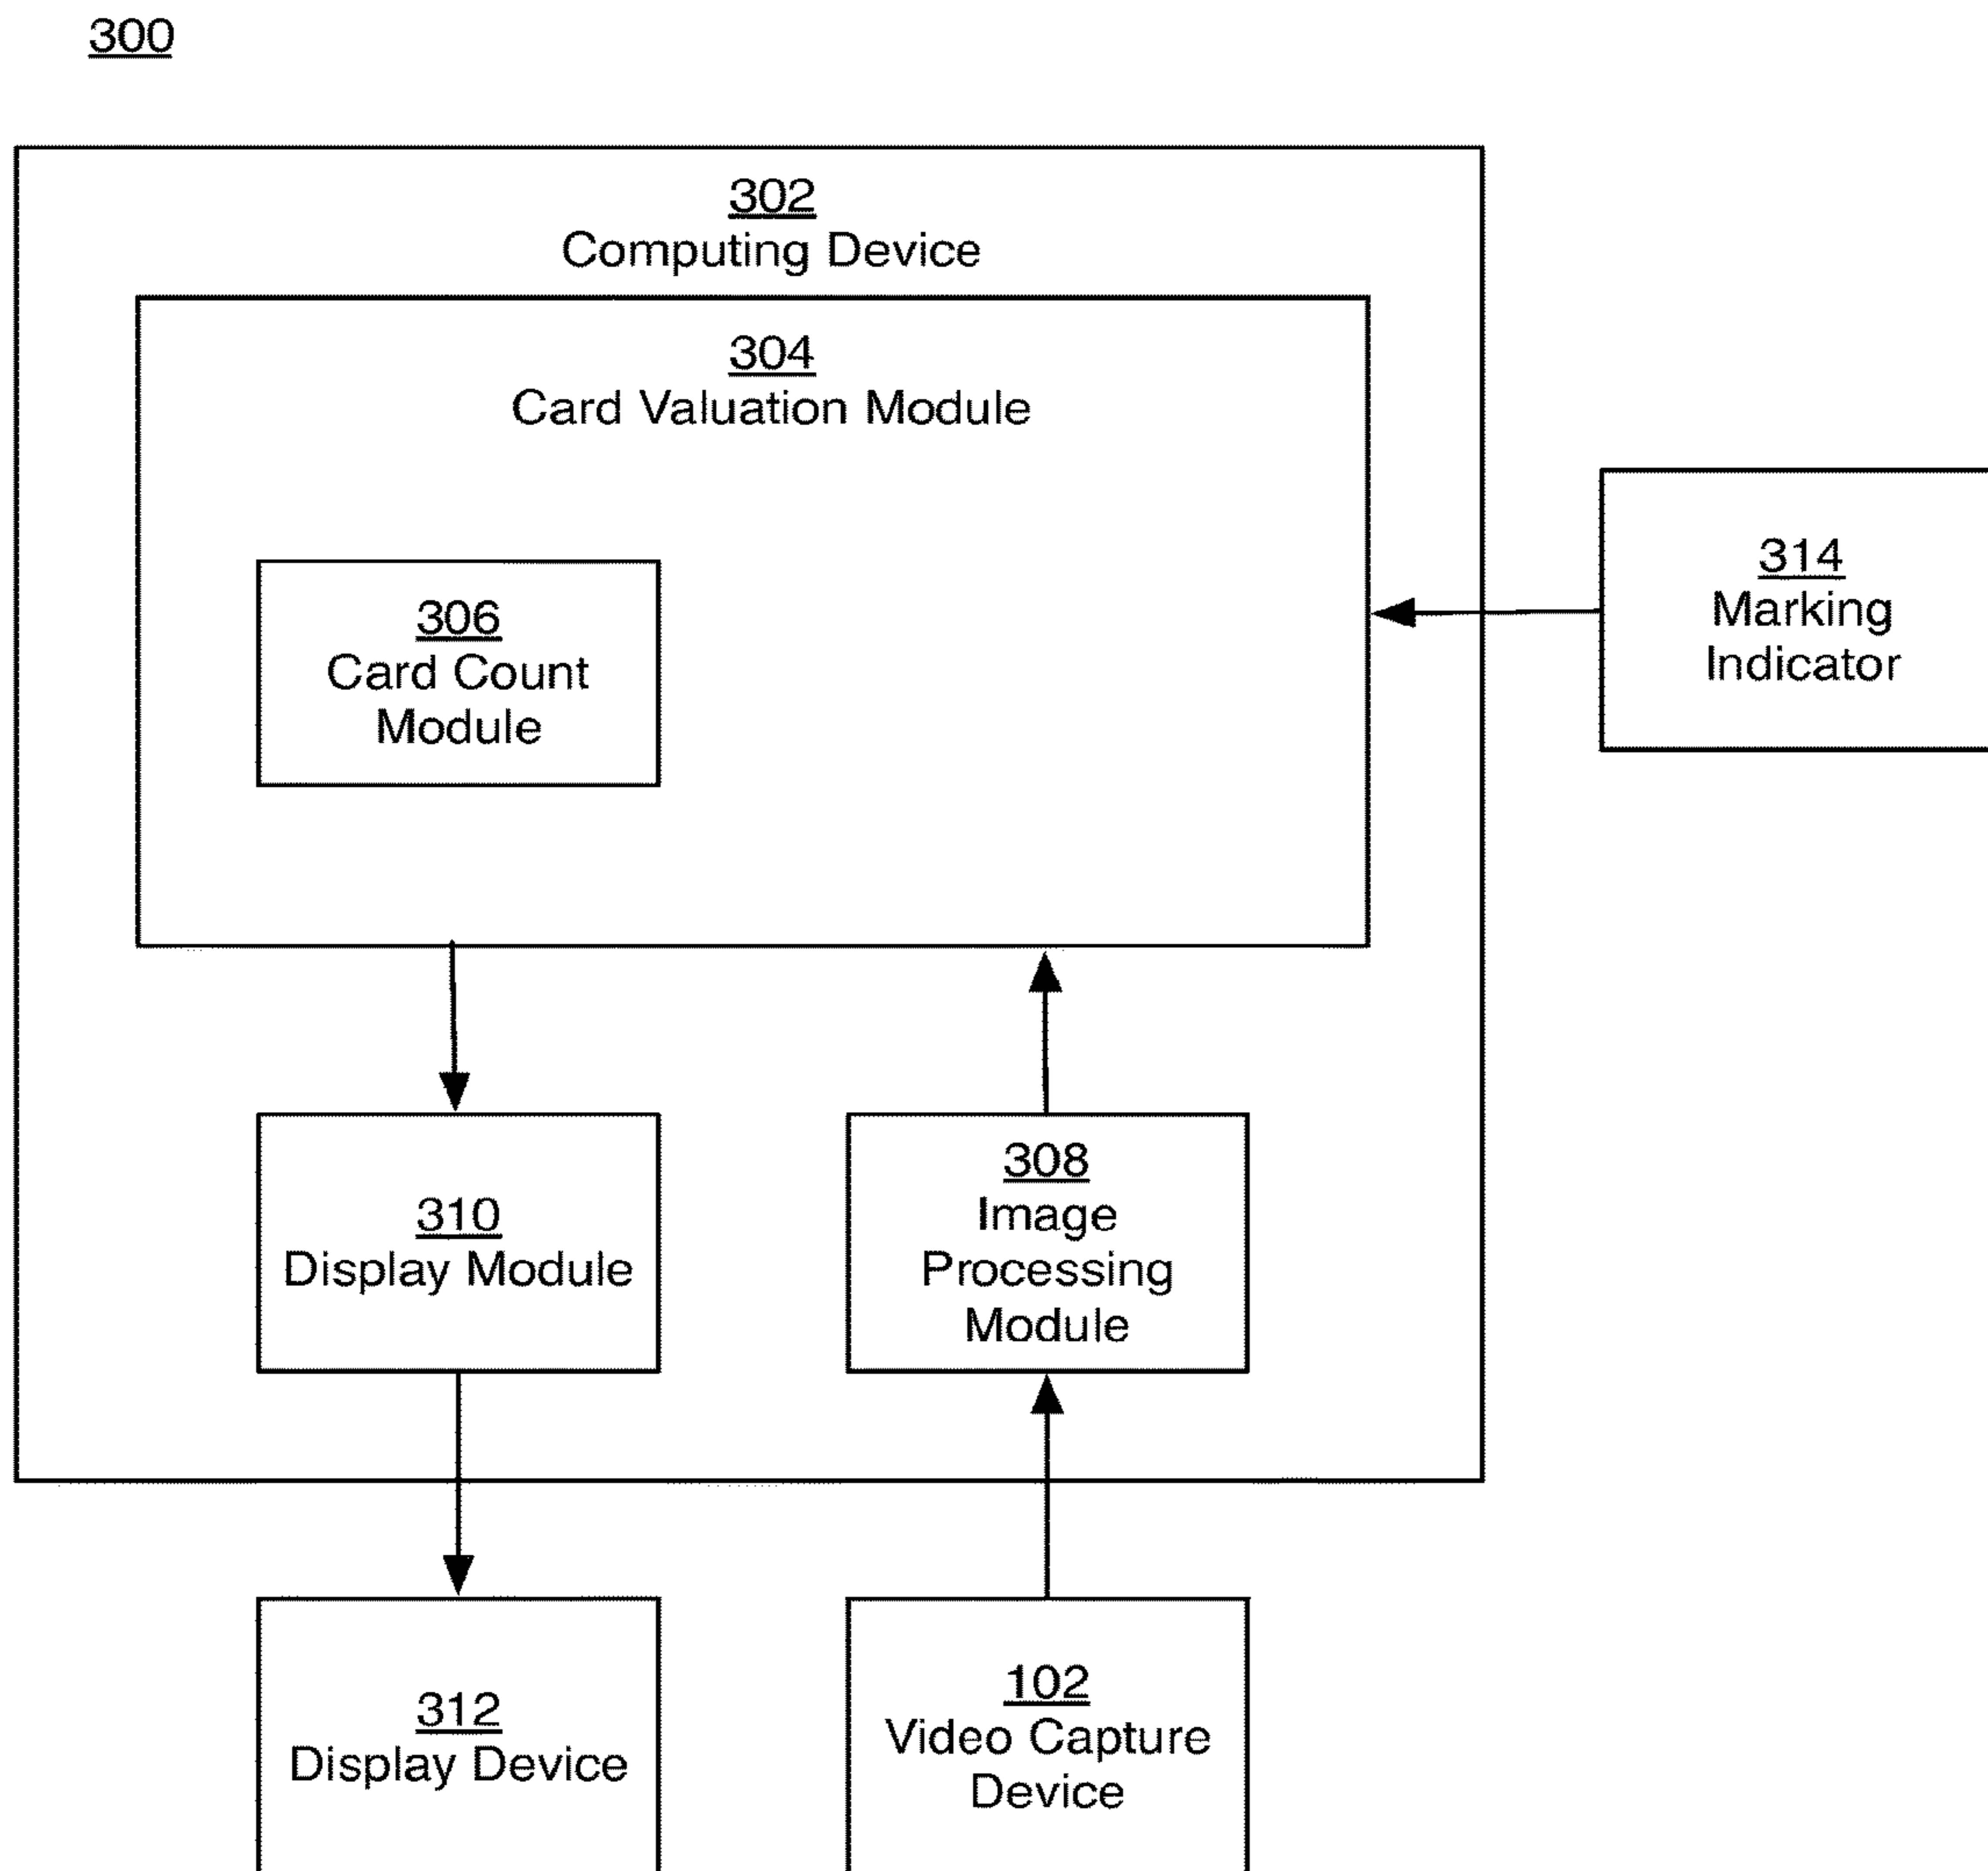 300
302
Computing Device
304
Card Valuation Module
306
Card Count
Module
314
Marking
Indicator
310
Display Module
308
Image
Processing
Module
312
Display Device
102
Video Capture
Device